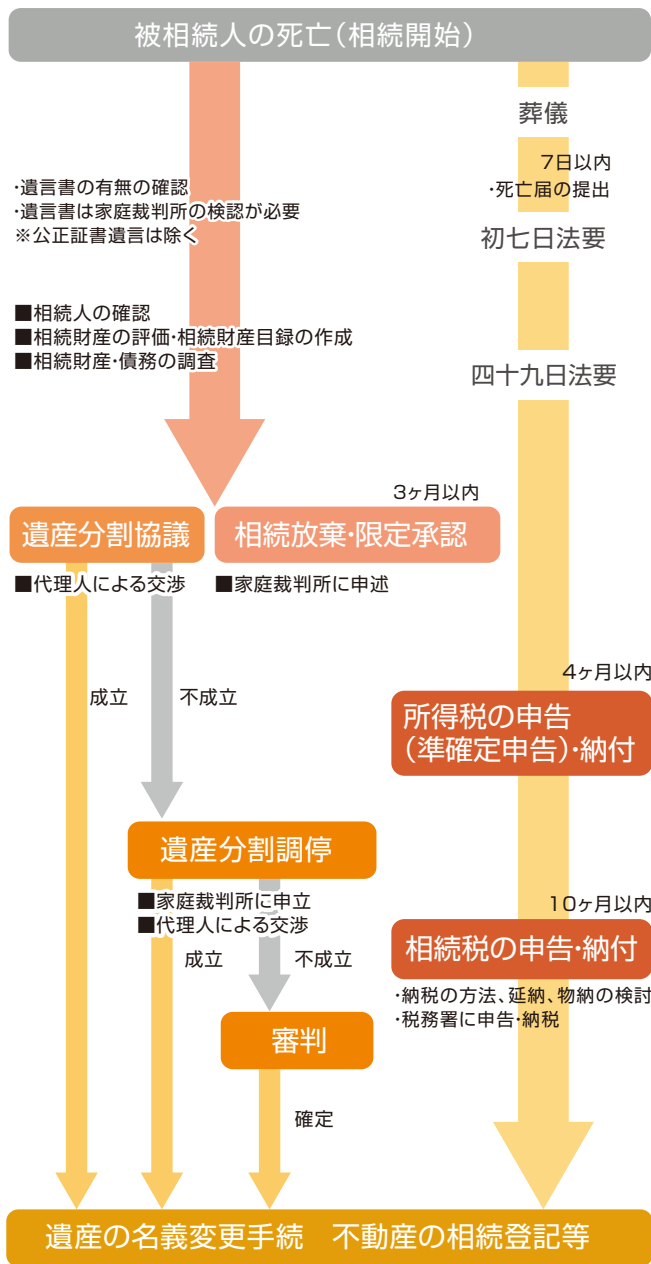 被相続人の死亡（相続開始）
葬儀
7日以内
・死亡届の提出
・遺言書の有無の確認
・遺言書は家庭裁判所の検認が必要
※公正証書遺言は除く
初七日法要
■相続人の確認
■相続財産の評価・相続財産目録の作成
■相続財産・債務の調査
四十九日法要
3ヶ月以内
遺産分割協議
相続放棄・限定承認
■代理人による交渉
■家庭裁判所に申述
4ヶ月以内
成立
不成立
所得税の申告
（準確定申告）・納付
遺産分割調停
■家庭裁判所に申立
■代理人による交渉
10ヶ月以内
相続税の申告・納付
成立
不成立
・納税の方法、延納、物納の検討
・税務署に申告・納税
審判
確定
遺産の名義変更手続　不動産の相続登記等